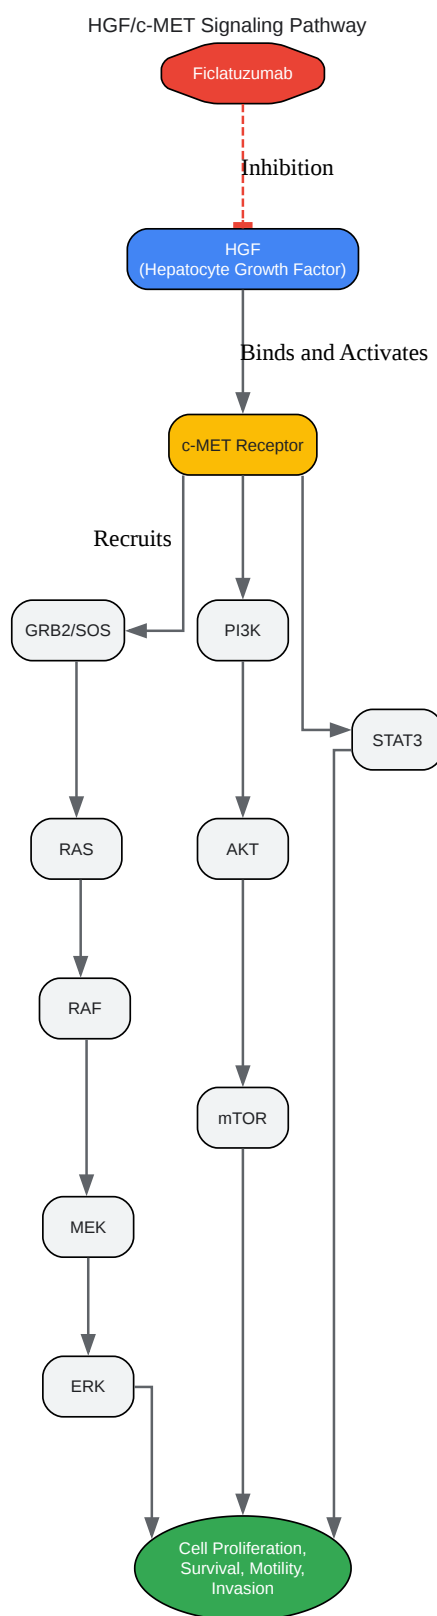 HGF/c-MET Signaling Pathway
Ficlatuzumab
Inhibition
HGF
(Hepatocyte Growth Factor)
Binds and Activates
c-MET Receptor
Recruits
GRB2/SOS
PI3K
STAT3
RAS
AKT
RAF
mTOR
MEK
ERK
Cell Proliferation,
Survival, Motility,
Invasion